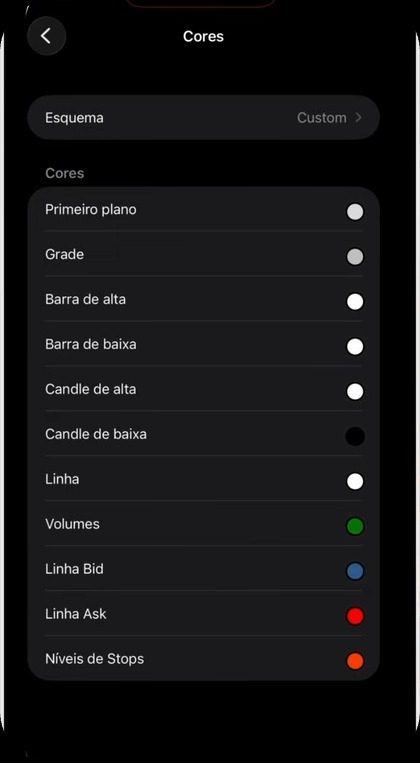 Cores
Esquema Custom
Cores
Primeiro plano
Grade
Barra de alta
Barra de baixa
Candle de alta
Candle de baixa
Linha
Volumes
Linha Bid
Linha Ask
Níveis de Stops